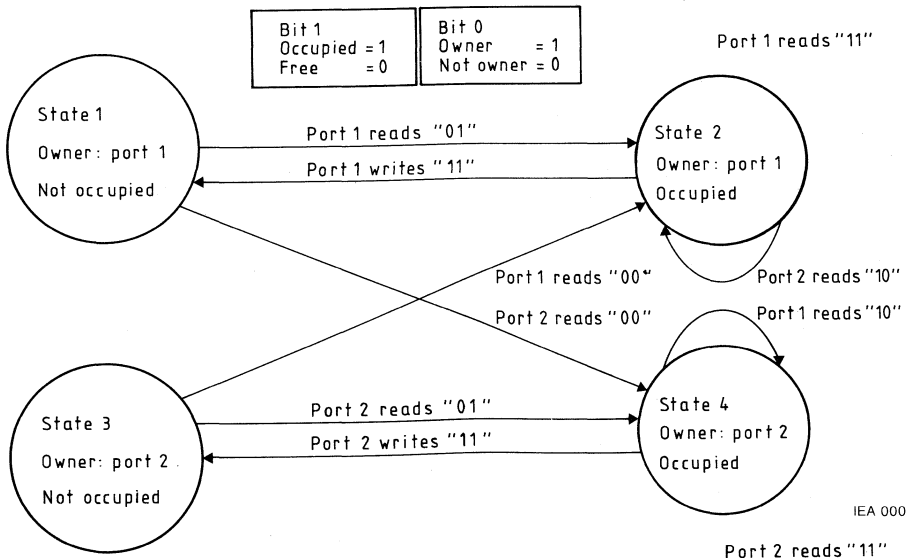 Bit 1
Occupied = 1
Free = 0
Bit 0
Owner = 1
Not owner = 0
Port 1 reads "11"
State 1
Owner: port 1
Not occupied
Port 1 reads "01"
Port 1 writes "11"
State 2
Owner: port 1
Occupied
Port 1 reads "00"
Port 2 reads "10"
Port 2 reads "00"
Port 1 reads "10"
State 3
Owner: port 2
Not occupied
Port 2 reads "01"
Port 2 writes "11"
State 4
Owner: port 2
Occupied
IEA 000
Port 2 reads "11"